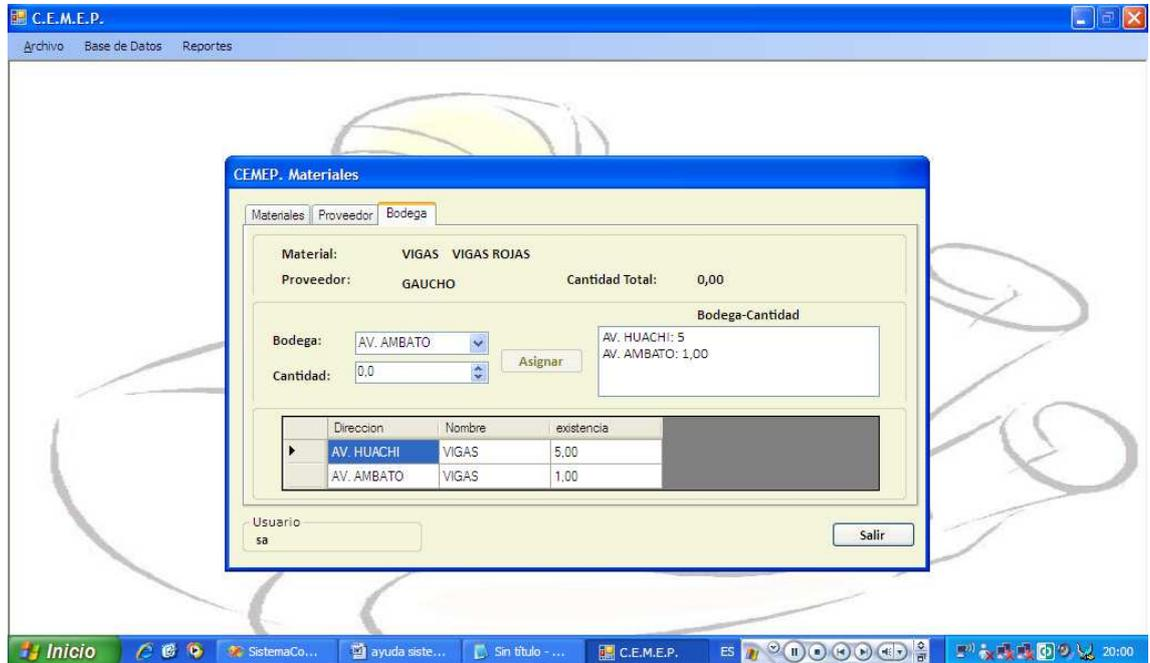 C.E.M.E.P.
Archivo Base de Datos Reportes
CEMEP. Materiales
Materiales Proveedor Bodega
Material: VIGAS VIGAS ROJAS
Proveedor: GAUCHO Cantidad Total: 0,00
Bodega-Cantidad
Bodega: AV. AMBATO
Cantidad: 0,0
Asignar
AV. HUACHI: 5
AV. AMBATO: 1,00
Direccion Nombre existencia
AV. HUACHI VIGAS 5,00
AV. AMBATO VIGAS 1,00
Usuario
sa
Salir
Inicio SistemaCo... ayuda siste... Sin título - ... C.E.M.E.P. ES 20:00